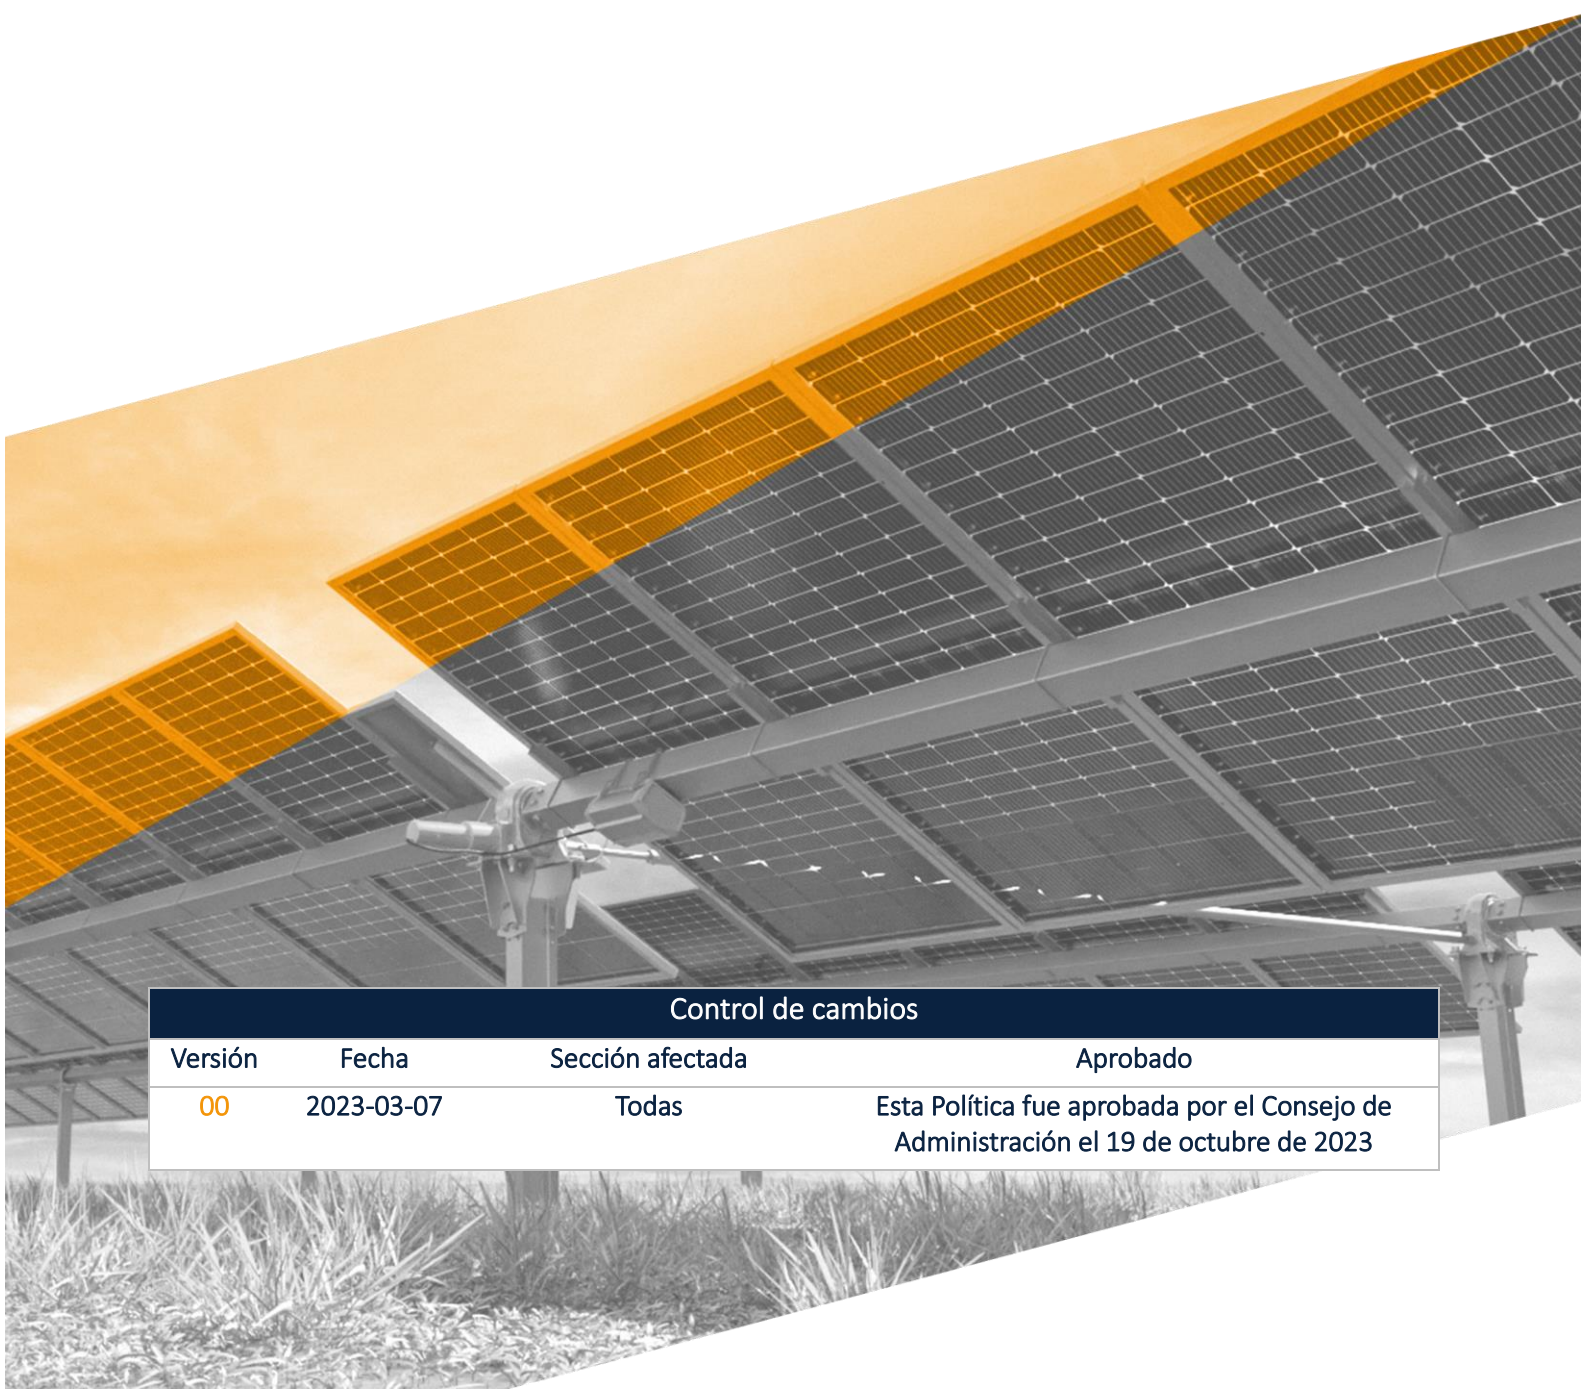 Control de cambios
Versión Fecha Sección afectada Aprobado
00 2023-03-07 Todas Esta Política fue aprobada por el Consejo de
Administración el 19 de octubre de 2023